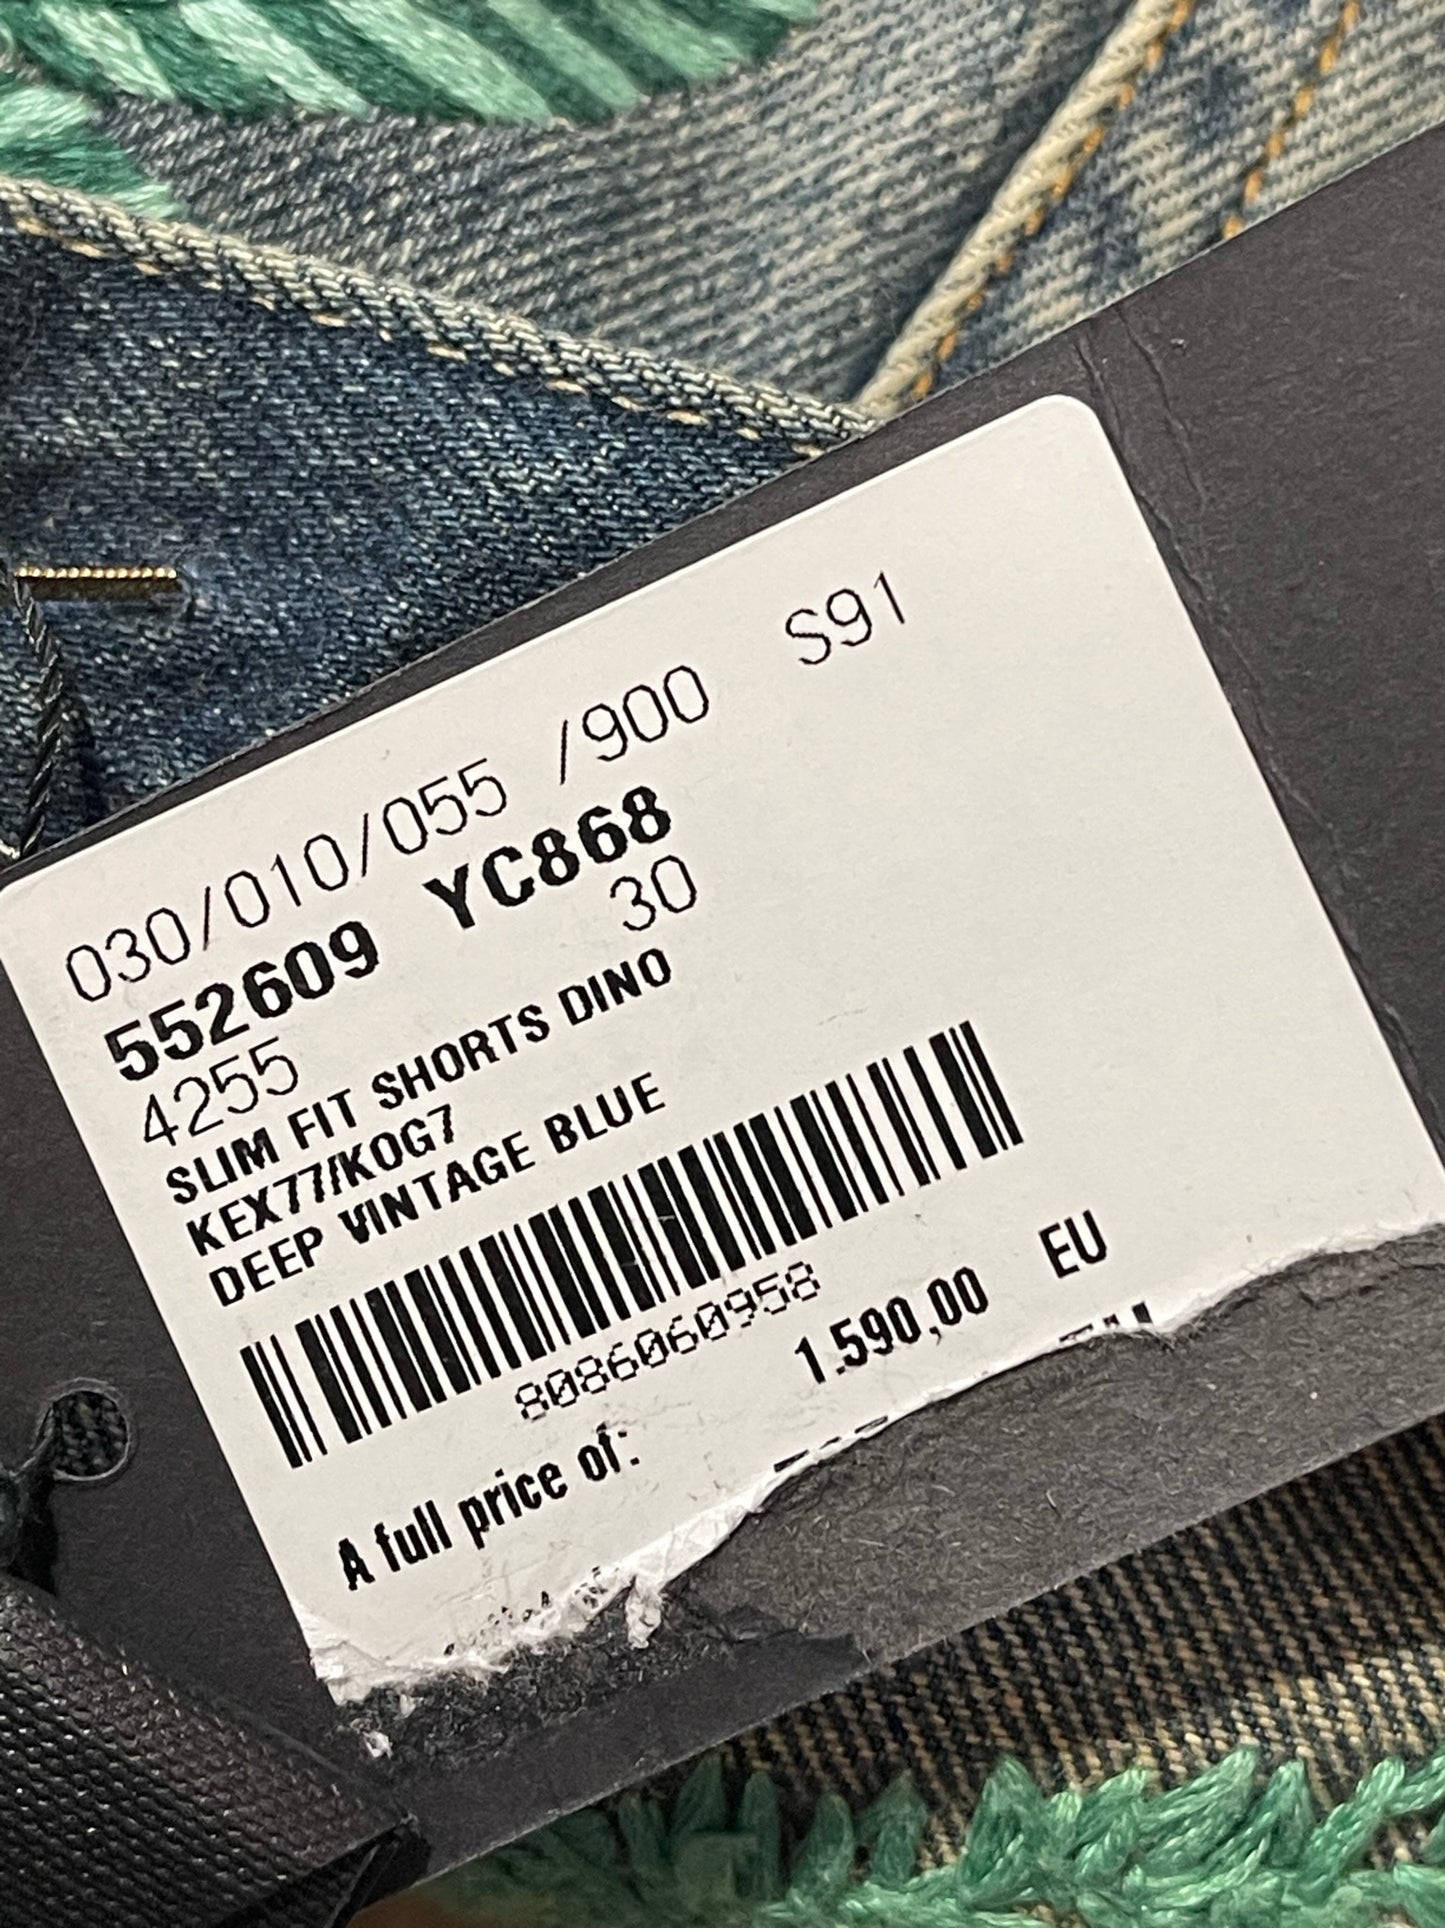 030/010/055 /900 S91
552609 YC868
4255 30
SLIM FIT SHORTS DINO
KEX77/KOG7
DEEP VINTAGE BLUE
8086060958
1.590,00 EU
A full price of: